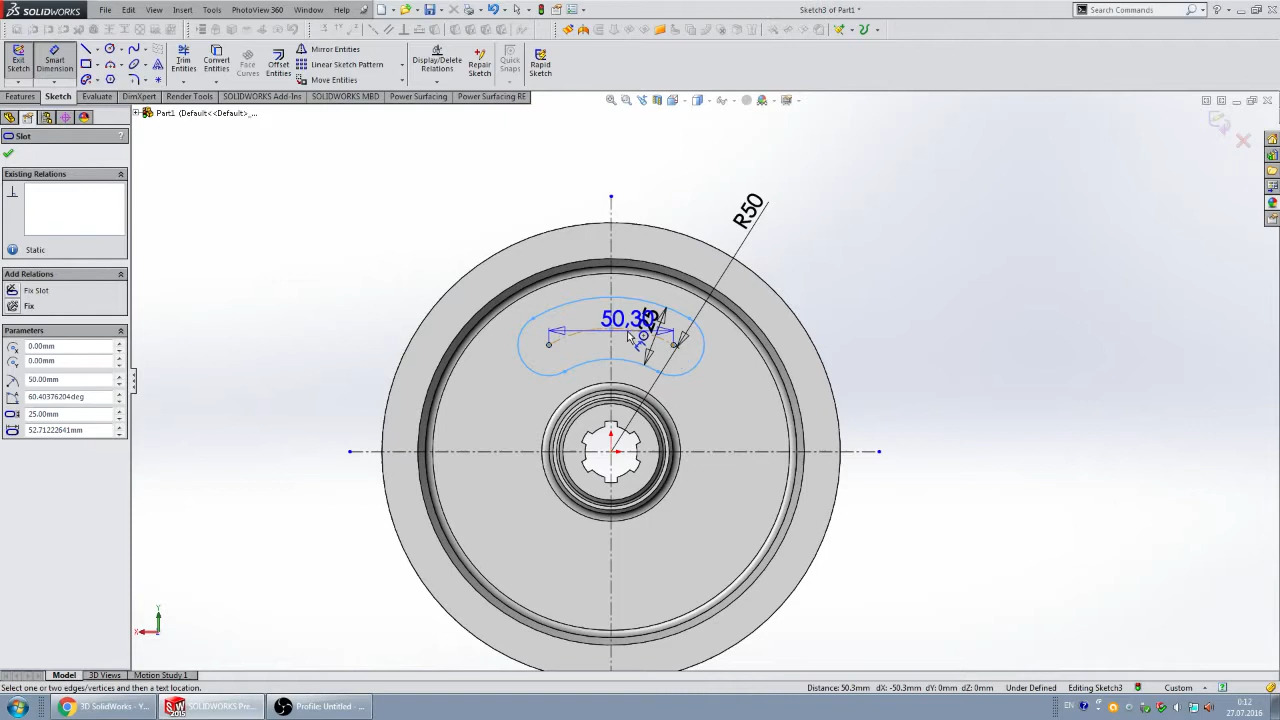 SOLIDWORKS
File Edit View Insert Tools PhotoView 360 Window Help
Sketch3 of Part1 *
Search Commands
Exit Sketch
Smart Dimension
Trim Entities
Convert Entities
Face Curves
Offset Entities
Mirror Entities
Linear Sketch Pattern
Move Entities
Display/Delete Relations
Repair Sketch
Quick Snaps
Rapid Sketch
Features Sketch Evaluate DimXpert Render Tools SOLIDWORKS Add-Ins SOLIDWORKS MBD Power Surfacing Power Surfacing RE
Part1 (Default<<Default>_...
Slot
?
Existing Relations
Static
Add Relations
Fix Slot
Fix
Parameters
0.00mm
0.00mm
50.00mm
60.40376204deg
25.00mm
52.71222641mm
R50
Y
X
Model 3D Views Motion Study 1
Select one or two edges/vertices and then a text location.
Distance: 50.3mm dX: -50.3mm dY: 0mm dZ: 0mm Under Defined Editing Sketch3 Custom
3D SolidWorks - Y...
SOLIDWORKS Pre...
Profile: Untitled - ...
EN
0:12
27.07.2016